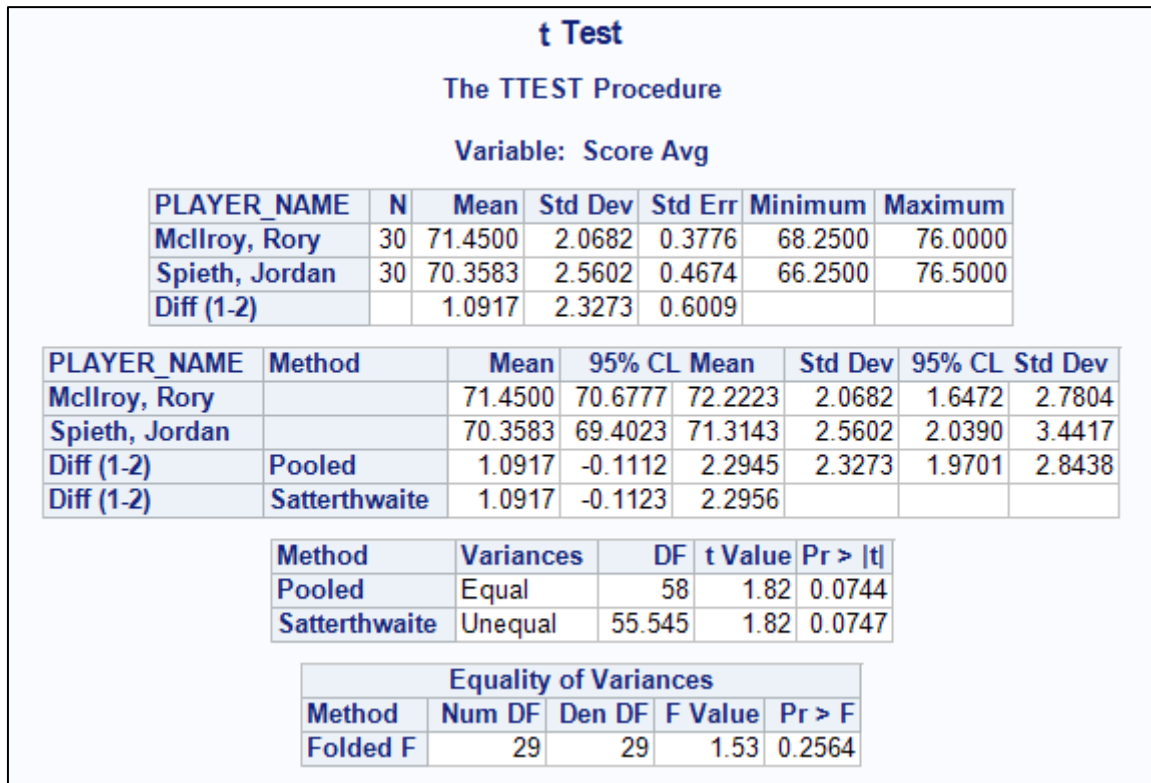 t Test
The TTEST Procedure
Variable: Score Avg
PLAYER_NAME N Mean Std Dev Std Err Minimum Maximum
McIlroy, Rory 30 71.4500 2.0682 0.3776 68.2500 76.0000
Spieth, Jordan 30 70.3583 2.5602 0.4674 66.2500 76.5000
Diff (1-2) 1.0917 2.3273 0.6009
PLAYER_NAME Method Mean 95% CL Mean Std Dev 95% CL Std Dev
McIlroy, Rory 71.4500 70.6777 72.2223 2.0682 1.6472 2.7804
Spieth, Jordan 70.3583 69.4023 71.3143 2.5602 2.0390 3.4417
Diff (1-2) Pooled 1.0917 -0.1112 2.2945 2.3273 1.9701 2.8438
Diff (1-2) Satterthwaite 1.0917 -0.1123 2.2956
Method Variances DF t Value Pr > |t|
Pooled Equal 58 1.82 0.0744
Satterthwaite Unequal 55.545 1.82 0.0747
Equality of Variances
Method Num DF Den DF F Value Pr > F
Folded F 29 29 1.53 0.2564